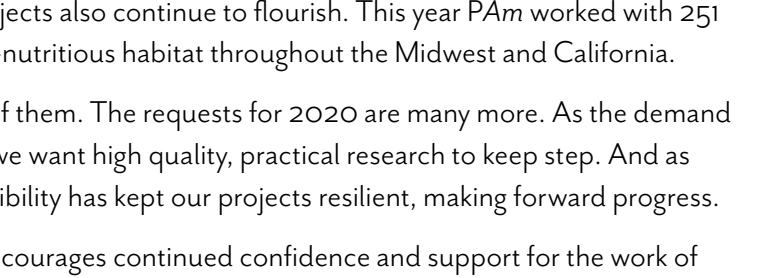 jects also continue to flourish. This year PAm worked with 251
-nutritious habitat throughout the Midwest and California.
f them. The requests for 2020 are many more. As the demand
we want high quality, practical research to keep step. And as
ibility has kept our projects resilient, making forward progress.
courages continued confidence and support for the work of